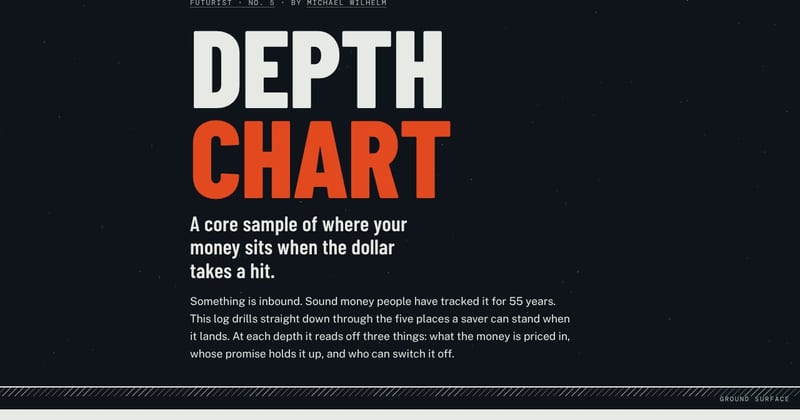 FUTURIST · NO. 5 · BY MICHAEL WILHELM
DEPTH
CHART
A core sample of where your
money sits when the dollar
takes a hit.
Something is inbound. Sound money people have tracked it for 55 years.
This log drills straight down through the five places a saver can stand when
it lands. At each depth it reads off three things: what the money is priced in,
whose promise holds it up, and who can switch it off.
GROUND SURFACE